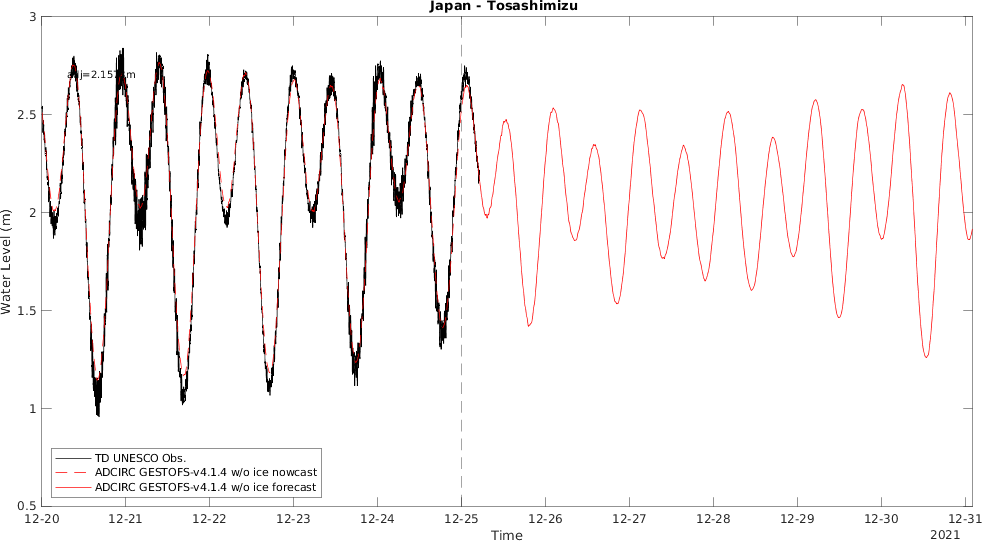 Japan - Tosashimizu
3
2.5
2
1.5
1
0.5
Water Level (m)
TD UNESCO Obs.
ADCIRC GESTOFS-v4.1.4 w/o ice nowcast
ADCIRC GESTOFS-v4.1.4 w/o ice forecast
12-20 12-21 12-22 12-23 12-24 12-25 12-26 12-27 12-28 12-29 12-30 12-31
Time
2021